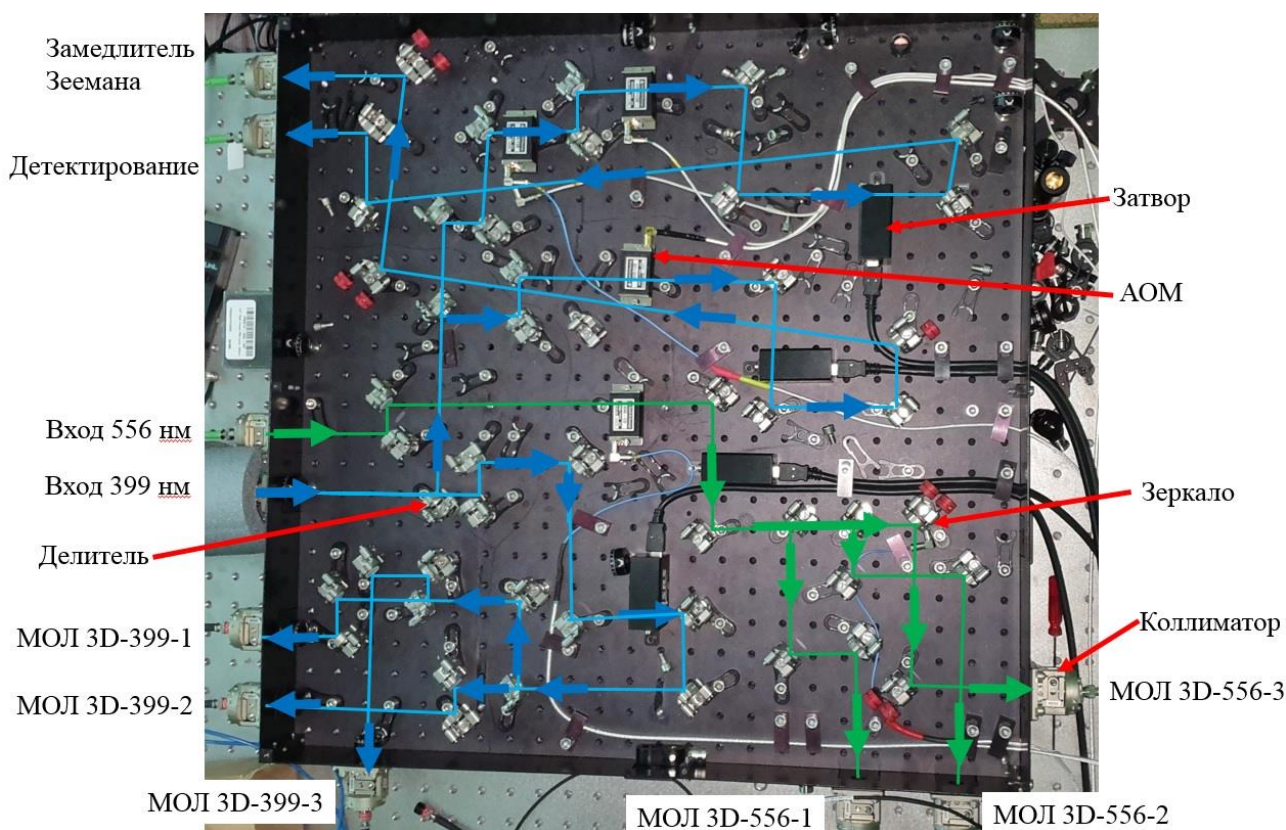 Замедлитель
Зеемана
Детектирование
Затвор
АОМ
Вход 556 нм
Вход 399 нм
Зеркало
Делитель
МОЛ 3D-399-1
Коллиматор
МОЛ 3D-399-2
МОЛ 3D-556-3
МОЛ 3D-399-3
МОЛ 3D-556-1
МОЛ 3D-556-2